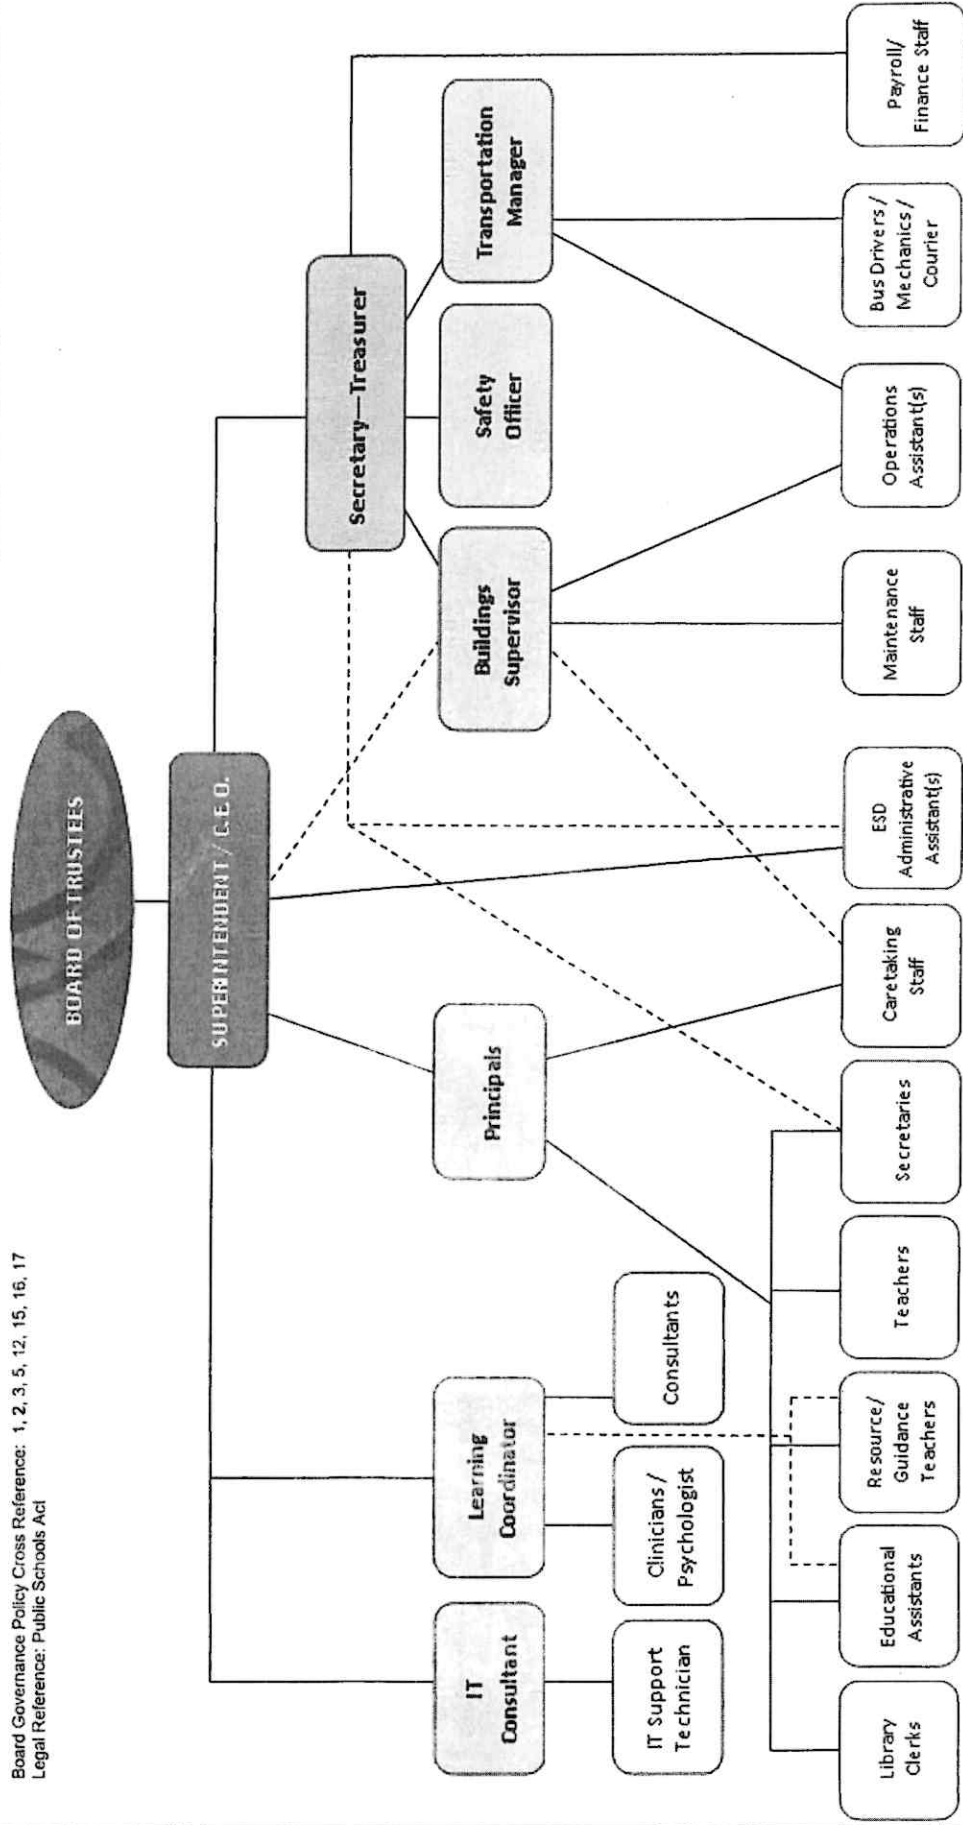 Board Governance Policy Cross Reference: 1, 2, 3, 5, 12, 15, 16, 17
Legal Reference: Public Schools Act
BOARD OF TRUSTEES
SUPERINTENDENT / C.E.O.
Secretary—Treasurer
IT
Consultant
Learning
Coordinator
Principals
Buildings
Supervisor
Safety
Officer
Transportation
Manager
IT Support
Technician
Clinicians /
Psychologist
Consultants
Library
Clerks
Educational
Assistants
Resource/
Guidance
Teachers
Teachers
Secretaries
Caretaking
Staff
ESD
Administrative
Assistant(s)
Maintenance
Staff
Operations
Assistant(s)
Bus Drivers /
Mechanics /
Courier
Payroll/
Finance Staff